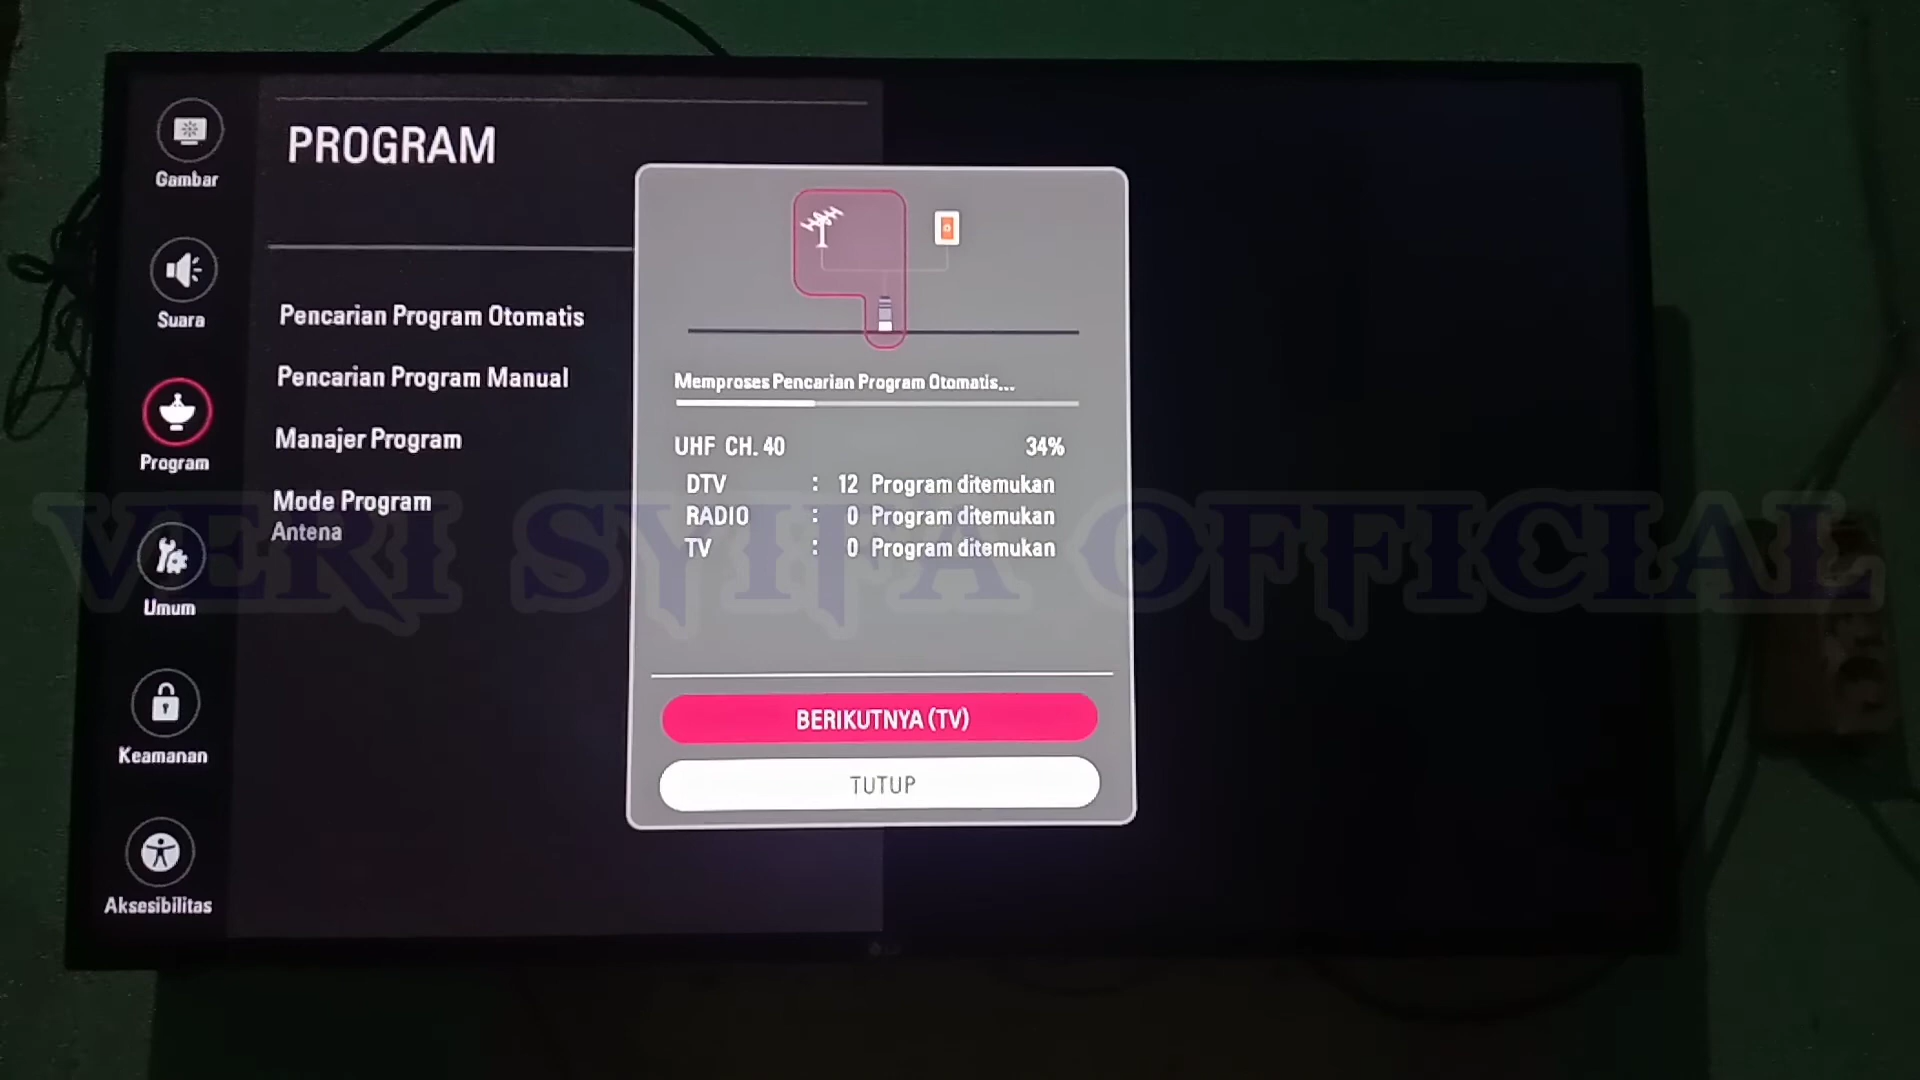 PROGRAM
Gambar
Suara
Program
Umum
Keamanan
Aksesibilitas
Pencarian Program Otomatis
Pencarian Program Manual
Manajer Program
Mode Program
Antena
Memproses Pencarian Program Otomatis...
UHF CH. 40 34%
DTV : 12 Program ditemukan
RADIO : 0 Program ditemukan
TV : 0 Program ditemukan
BERIKUTNYA (TV)
TUTUP
VERI SYIFA OFFICIAL
LG